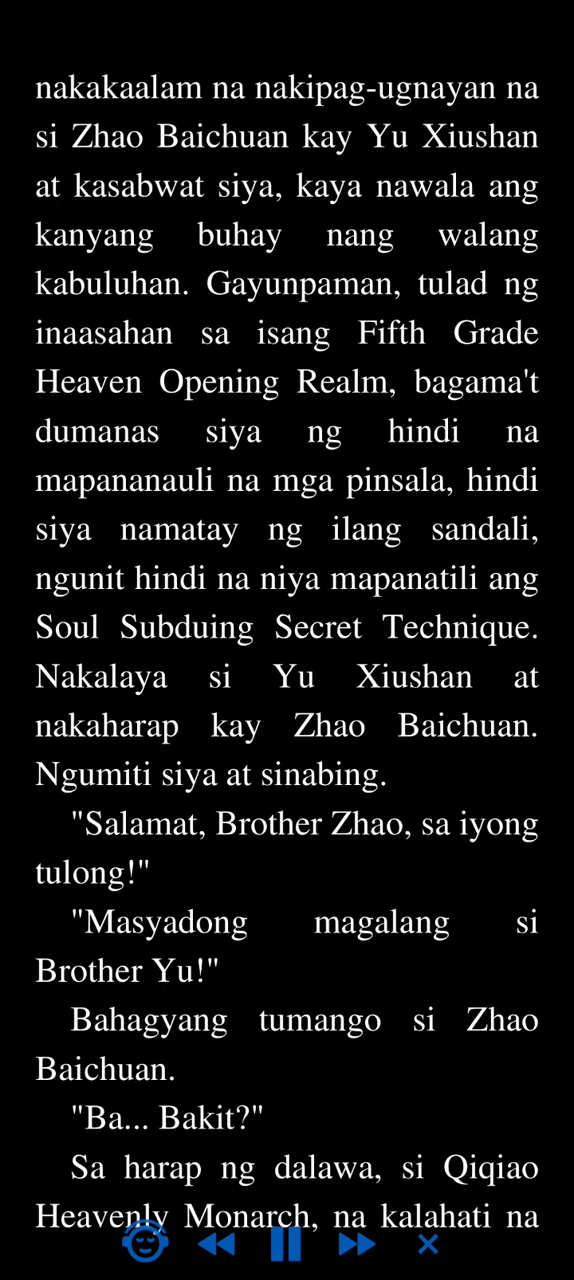 nakakaalam na nakipag-ugnayan na
si Zhao Baichuan kay Yu Xiushan
at kasabwat siya, kaya nawala ang
kanyang buhay nang walang
kabuluhan. Gayunpaman, tulad ng
inaasahan sa isang Fifth Grade
Heaven Opening Realm, bagama't
dumanas siya ng hindi na
mapananauli na mga pinsala, hindi
siya namatay ng ilang sandali,
ngunit hindi na niya mapanatili ang
Soul Subduing Secret Technique.
Nakalaya si Yu Xiushan at
nakaharap kay Zhao Baichuan.
Ngumiti siya at sinabing.
"Salamat, Brother Zhao, sa iyong
tulong!"
"Masyadong magalang si
Brother Yu!"
Bahagyang tumango si Zhao
Baichuan.
"Ba... Bakit?"
Sa harap ng dalawa, si Qiqiao
Heavenly Monarch, na kalahati na